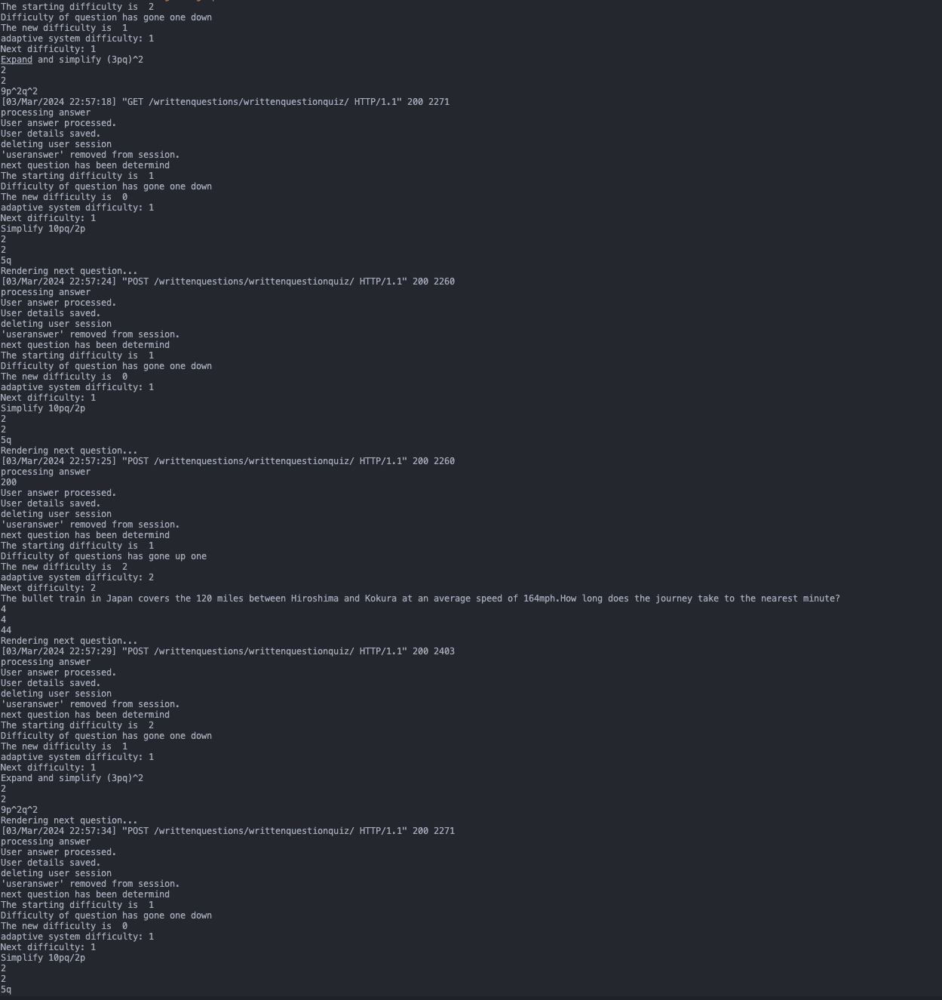 The starting difficulty is  2
Difficulty of question has gone one down
The new difficulty is  1
adaptive system difficulty: 1
Next difficulty: 1
Expand and simplify (3pq)^2
2
2
9p^2q^2
[03/Mar/2024 22:57:18] "GET /writtenquestions/writtenquestionquiz/ HTTP/1.1" 200 2271
processing answer
User answer processed.
User details saved.
deleting user session
'useranswer' removed from session.
next question has been determind
The starting difficulty is  1
Difficulty of question has gone one down
The new difficulty is  0
adaptive system difficulty: 1
Next difficulty: 1
Simplify 10pq/2p
2
2
5q
Rendering next question...
[03/Mar/2024 22:57:24] "POST /writtenquestions/writtenquestionquiz/ HTTP/1.1" 200 2260
processing answer
User answer processed.
User details saved.
deleting user session
'useranswer' removed from session.
next question has been determind
The starting difficulty is  1
Difficulty of question has gone one down
The new difficulty is  0
adaptive system difficulty: 1
Next difficulty: 1
Simplify 10pq/2p
2
2
5q
Rendering next question...
[03/Mar/2024 22:57:25] "POST /writtenquestions/writtenquestionquiz/ HTTP/1.1" 200 2260
processing answer
200
User answer processed.
User details saved.
deleting user session
'useranswer' removed from session.
next question has been determind
The starting difficulty is  1
Difficulty of questions has gone up one
The new difficulty is  2
adaptive system difficulty: 2
Next difficulty: 2
The bullet train in Japan covers the 120 miles between Hiroshima and Kokura at an average speed of 164mph.How long does the journey take to the nearest minute?
4
4
44
Rendering next question...
[03/Mar/2024 22:57:29] "POST /writtenquestions/writtenquestionquiz/ HTTP/1.1" 200 2403
processing answer
User answer processed.
User details saved.
deleting user session
'useranswer' removed from session.
next question has been determind
The starting difficulty is  2
Difficulty of question has gone one down
The new difficulty is  1
adaptive system difficulty: 1
Next difficulty: 1
Expand and simplify (3pq)^2
2
2
9p^2q^2
Rendering next question...
[03/Mar/2024 22:57:34] "POST /writtenquestions/writtenquestionquiz/ HTTP/1.1" 200 2271
processing answer
User answer processed.
User details saved.
deleting user session
'useranswer' removed from session.
next question has been determind
The starting difficulty is  1
Difficulty of question has gone one down
The new difficulty is  0
adaptive system difficulty: 1
Next difficulty: 1
Simplify 10pq/2p
2
2
5q